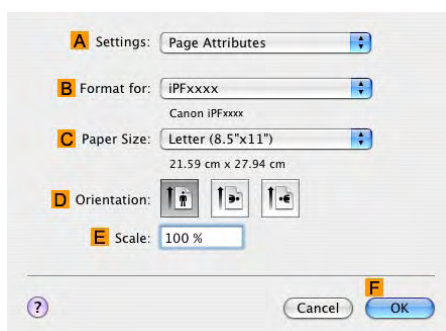 A Settings: Page Attributes
B Format for: iPFxxxx
Canon iPFxxxx
C Paper Size: Letter (8.5"x11")
21.59 cm x 27.94 cm
D Orientation:
E Scale: 100 %
F
? Cancel OK